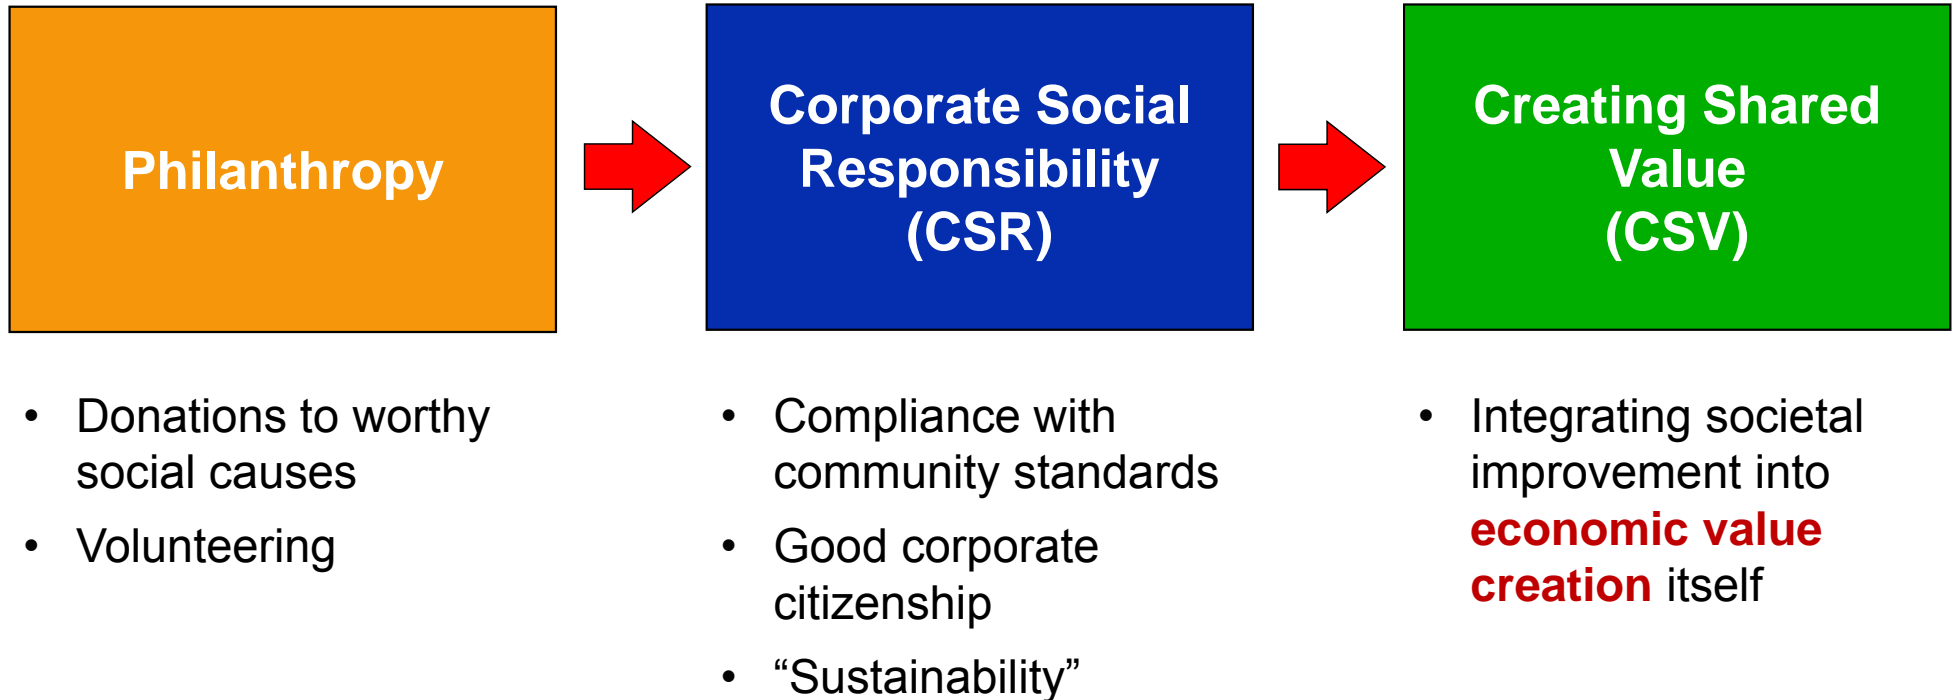 Philanthropy
Corporate Social
Responsibility
(CSR)
Creating Shared
Value
(CSV)
• Donations to worthy
social causes
• Volunteering
• Compliance with
community standards
• Good corporate
citizenship
• “Sustainability”
• Integrating societal
improvement into
economic value
creation itself